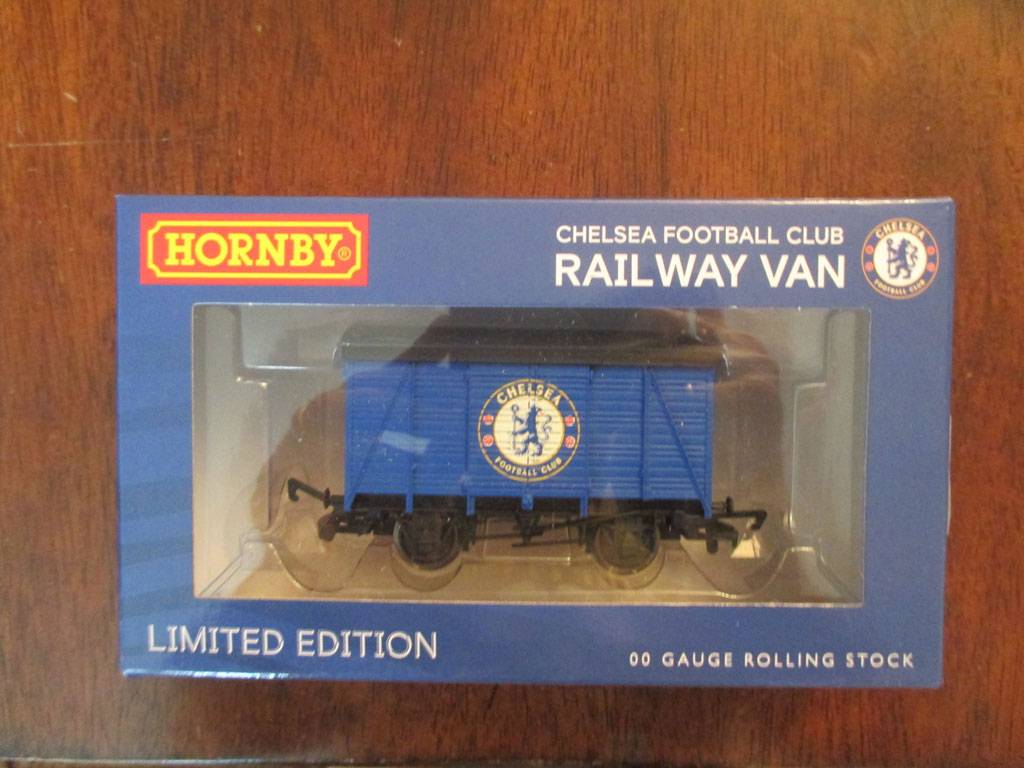 HORNBY®
CHELSEA FOOTBALL CLUB
RAILWAY VAN
CHELSEA
FOOTBALL CLUB
CHELSEA
FOOTBALL CLUB
LIMITED EDITION
00 GAUGE ROLLING STOCK